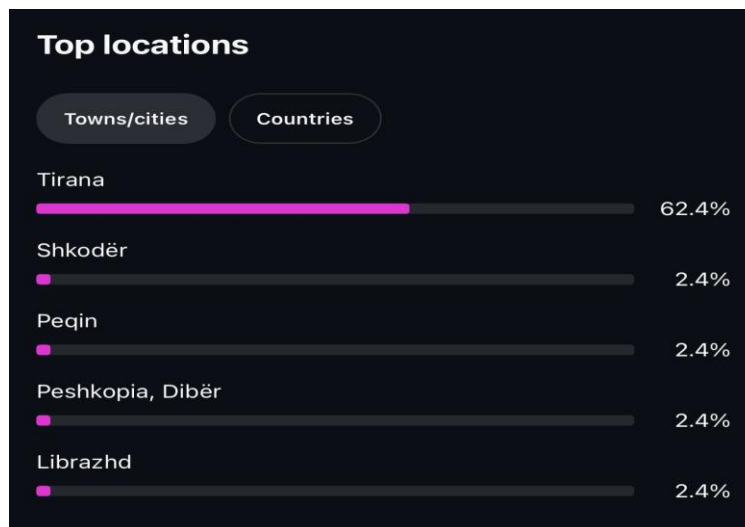 Top locations
Towns/cities Countries
Tirana
62.4%
Shkodër
2.4%
Peqin
2.4%
Peshkopia, Dibër
2.4%
Librazhd
2.4%